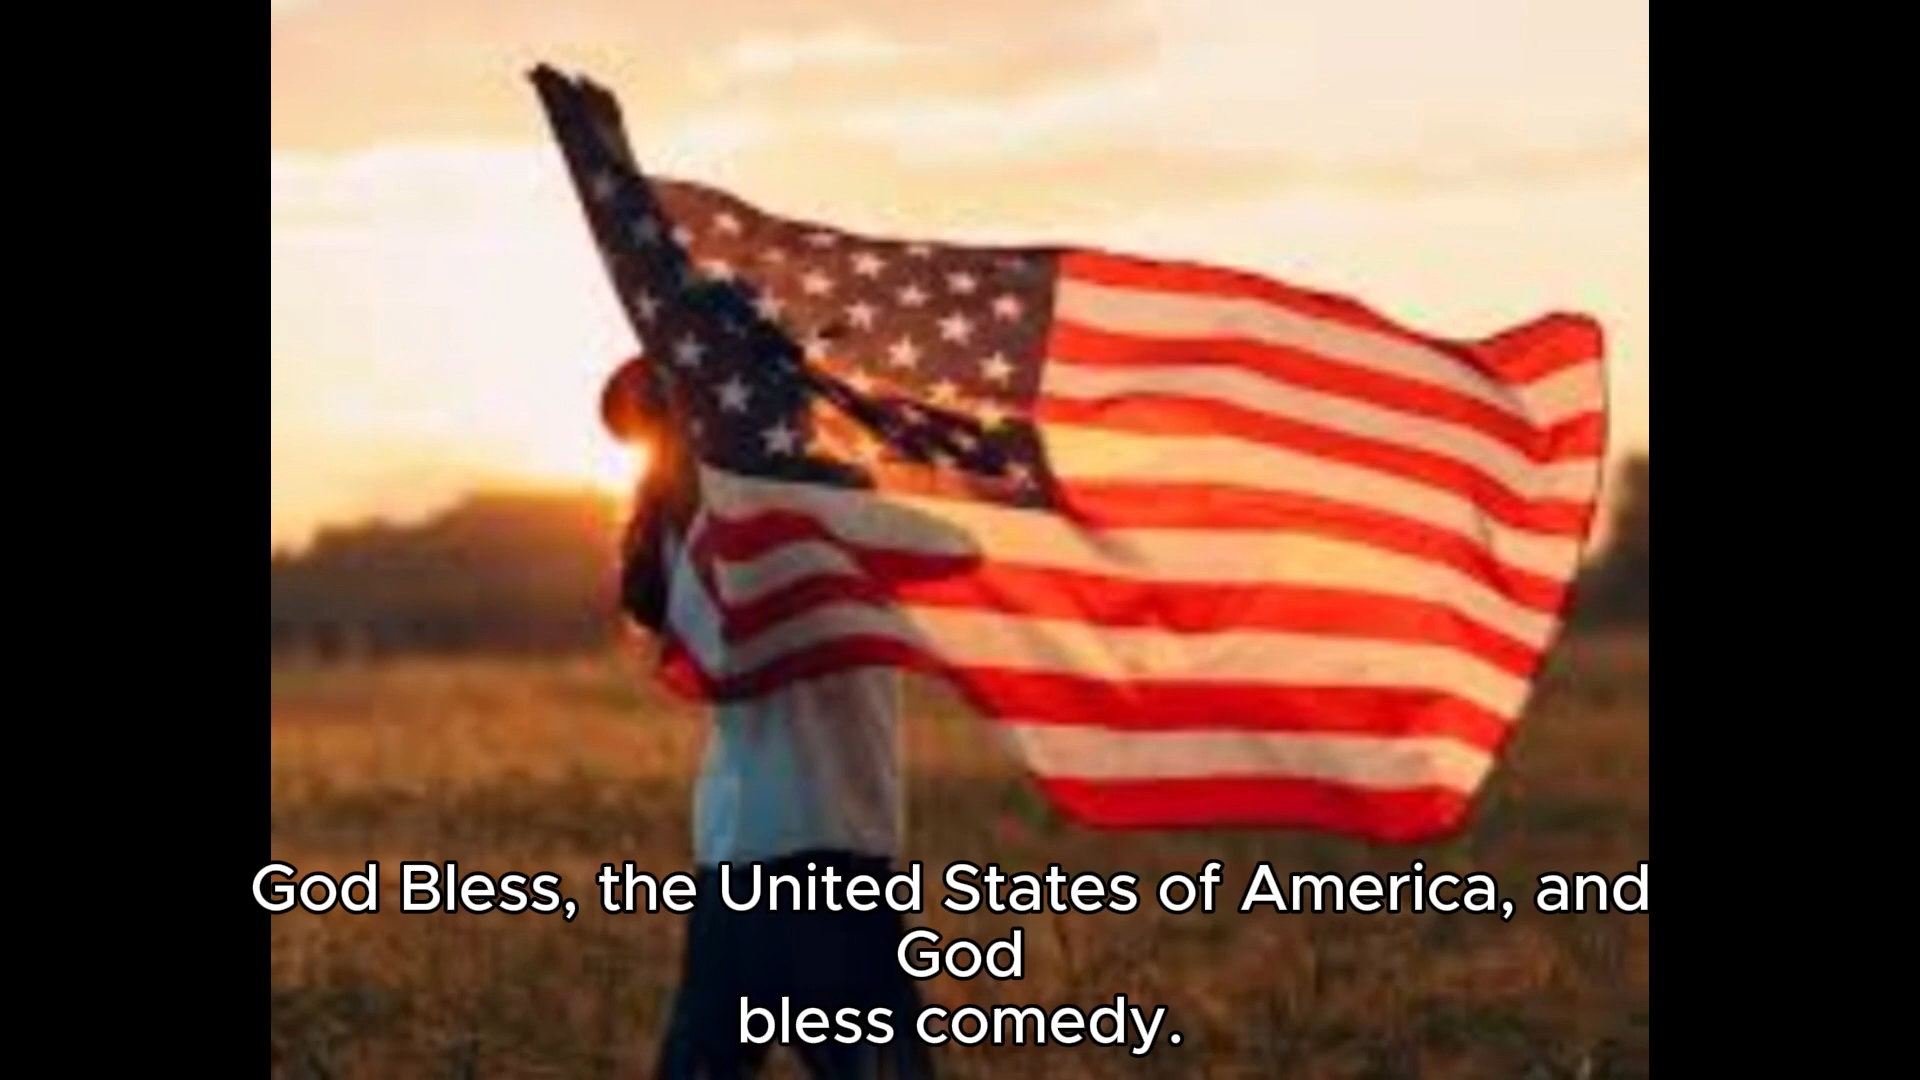 God Bless, the United States of America, and
God
bless comedy.